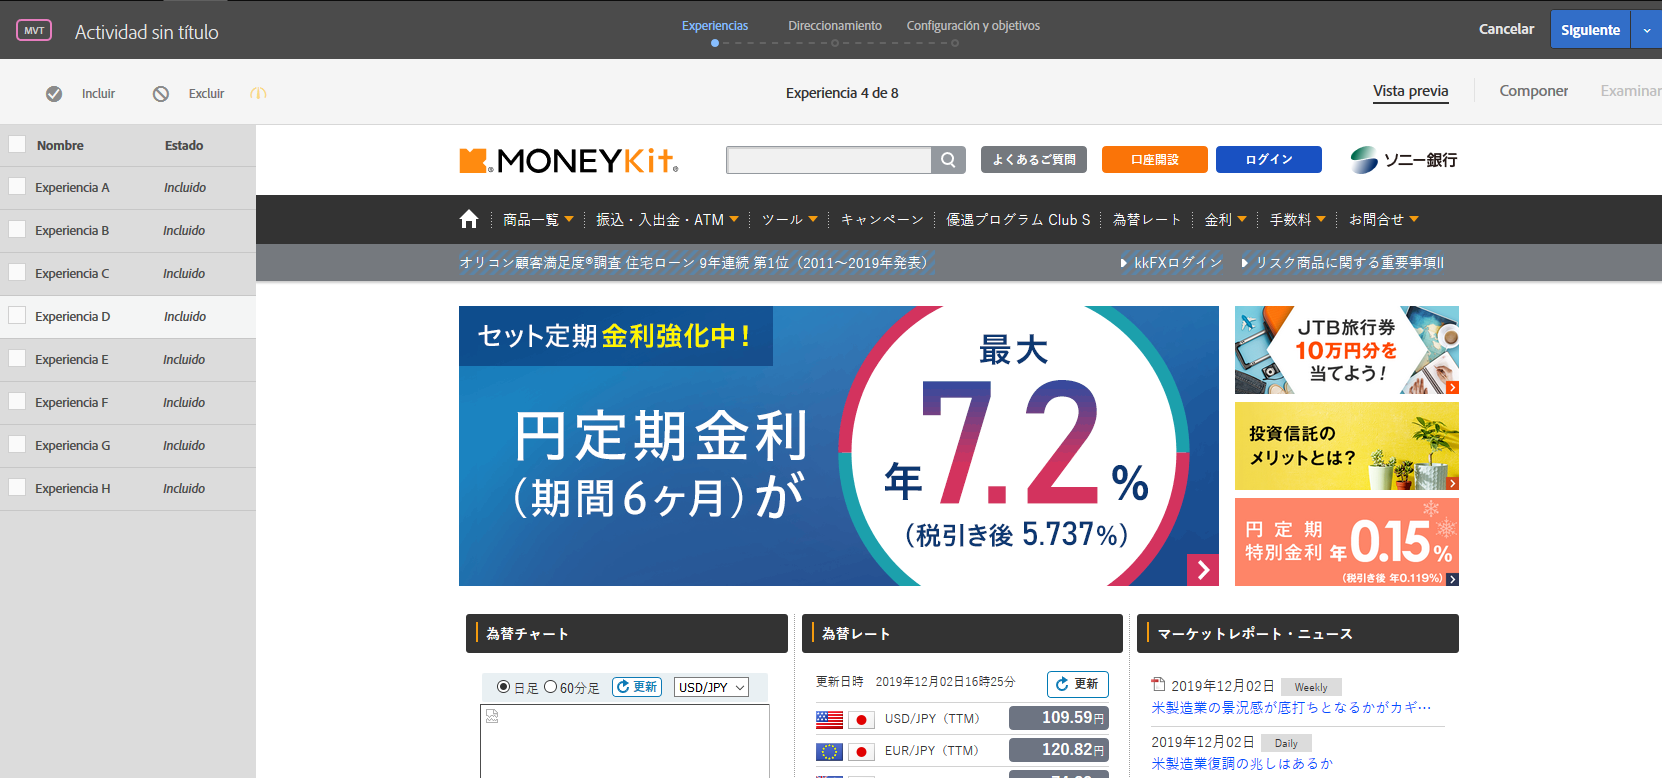 MVT
Actividad sin título
Experiencias
Direccionamiento
Configuración y objetivos
Cancelar
Siguiente
Incluir
Excluir
Experiencia 4 de 8
Vista previa
Componer
Examinar
Nombre Estado
Experiencia A Incluido
Experiencia B Incluido
Experiencia C Incluido
Experiencia D Incluido
Experiencia E Incluido
Experiencia F Incluido
Experiencia G Incluido
Experiencia H Incluido
MONEYKit
よくあるご質問
口座開設
ログイン
ソニー銀行
商品一覧
振込・入出金・ATM
ツール
キャンペーン
優遇プログラム Club S
為替レート
金利
手数料
お問合せ
オリコン顧客満足度®調査 住宅ローン 9年連続 第1位（2011～2019年発表）
kkFXログイン
リスク商品に関する重要事項II
セット定期 金利強化中！
円定期金利
（期間6ヶ月）が
最大
年7.2%
（税引き後 5.737%）
JTB旅行券
10万円分を
当てよう！
投資信託の
メリットとは？
円定期
特別金利 年0.15%
（税引き後 年0.119%）
為替チャート
日足 60分足 更新 USD/JPY
為替レート
更新日時 2019年12月02日16時25分 更新
USD/JPY（TTM） 109.59円
EUR/JPY（TTM） 120.82円
マーケットレポート・ニュース
2019年12月02日 Weekly
米製造業の景況感が底打ちとなるかがカギ…
2019年12月02日 Daily
米製造業復調の兆しはあるか